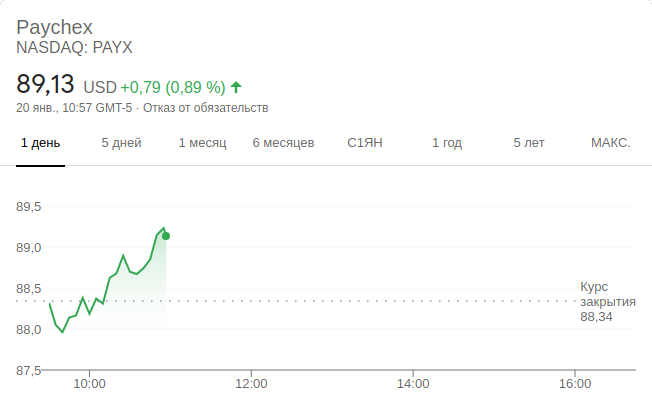 Paychex
NASDAQ: PAYX
89,13 USD +0,79 (0,89 %)
20 янв., 10:57 GMT-5 · Отказ от обязательств
1 день 5 дней 1 месяц 6 месяцев С1ЯН 1 год 5 лет МАКС.
89,5
89,0
88,5
Курс
закрытия
88,34
88,0
87,5
10:00 12:00 14:00 16:00